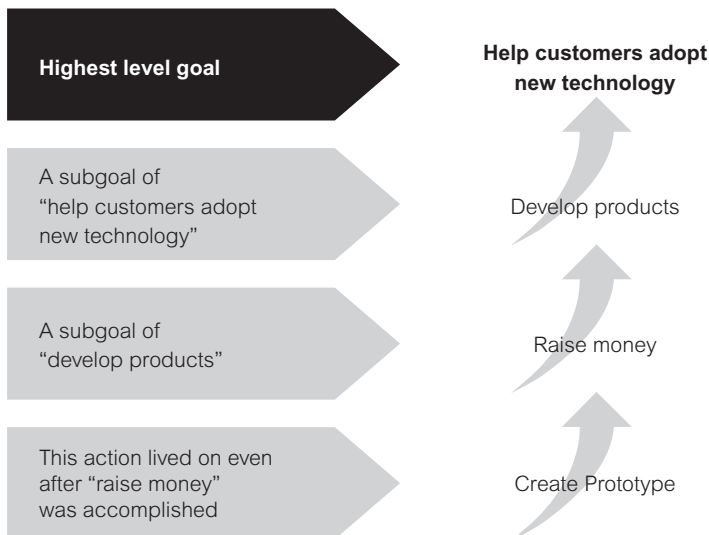 Highest level goal
Help customers adopt
new technology
A subgoal of
“help customers adopt
new technology”
Develop products
A subgoal of
“develop products”
Raise money
This action lived on even
after “raise money”
was accomplished
Create Prototype